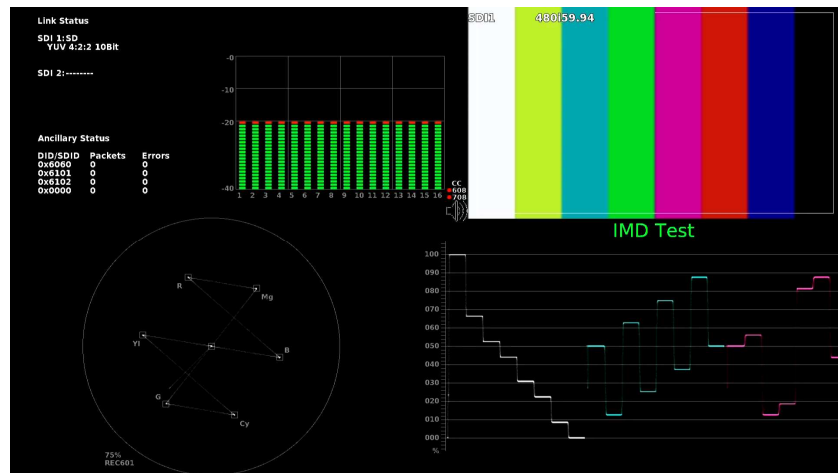 Link Status
SDI 1:SD
YUV 4:2:2 10Bit
SDI 2:--------
Ancillary Status
DID/SDID Packets Errors
0x6060 0 0
0x6101 0 0
0x6102 0 0
0x0000 0 0
-0
-10
-20
-40
1 2 3 4 5 6 7 8 9 10 11 12 13 14 15 16
CC
608
708
SDI1 480i59.94
IMD Test
R
Mg
Yl
B
G
Cy
75%
REC601
100
090
080
070
060
050
040
030
020
010
000
%